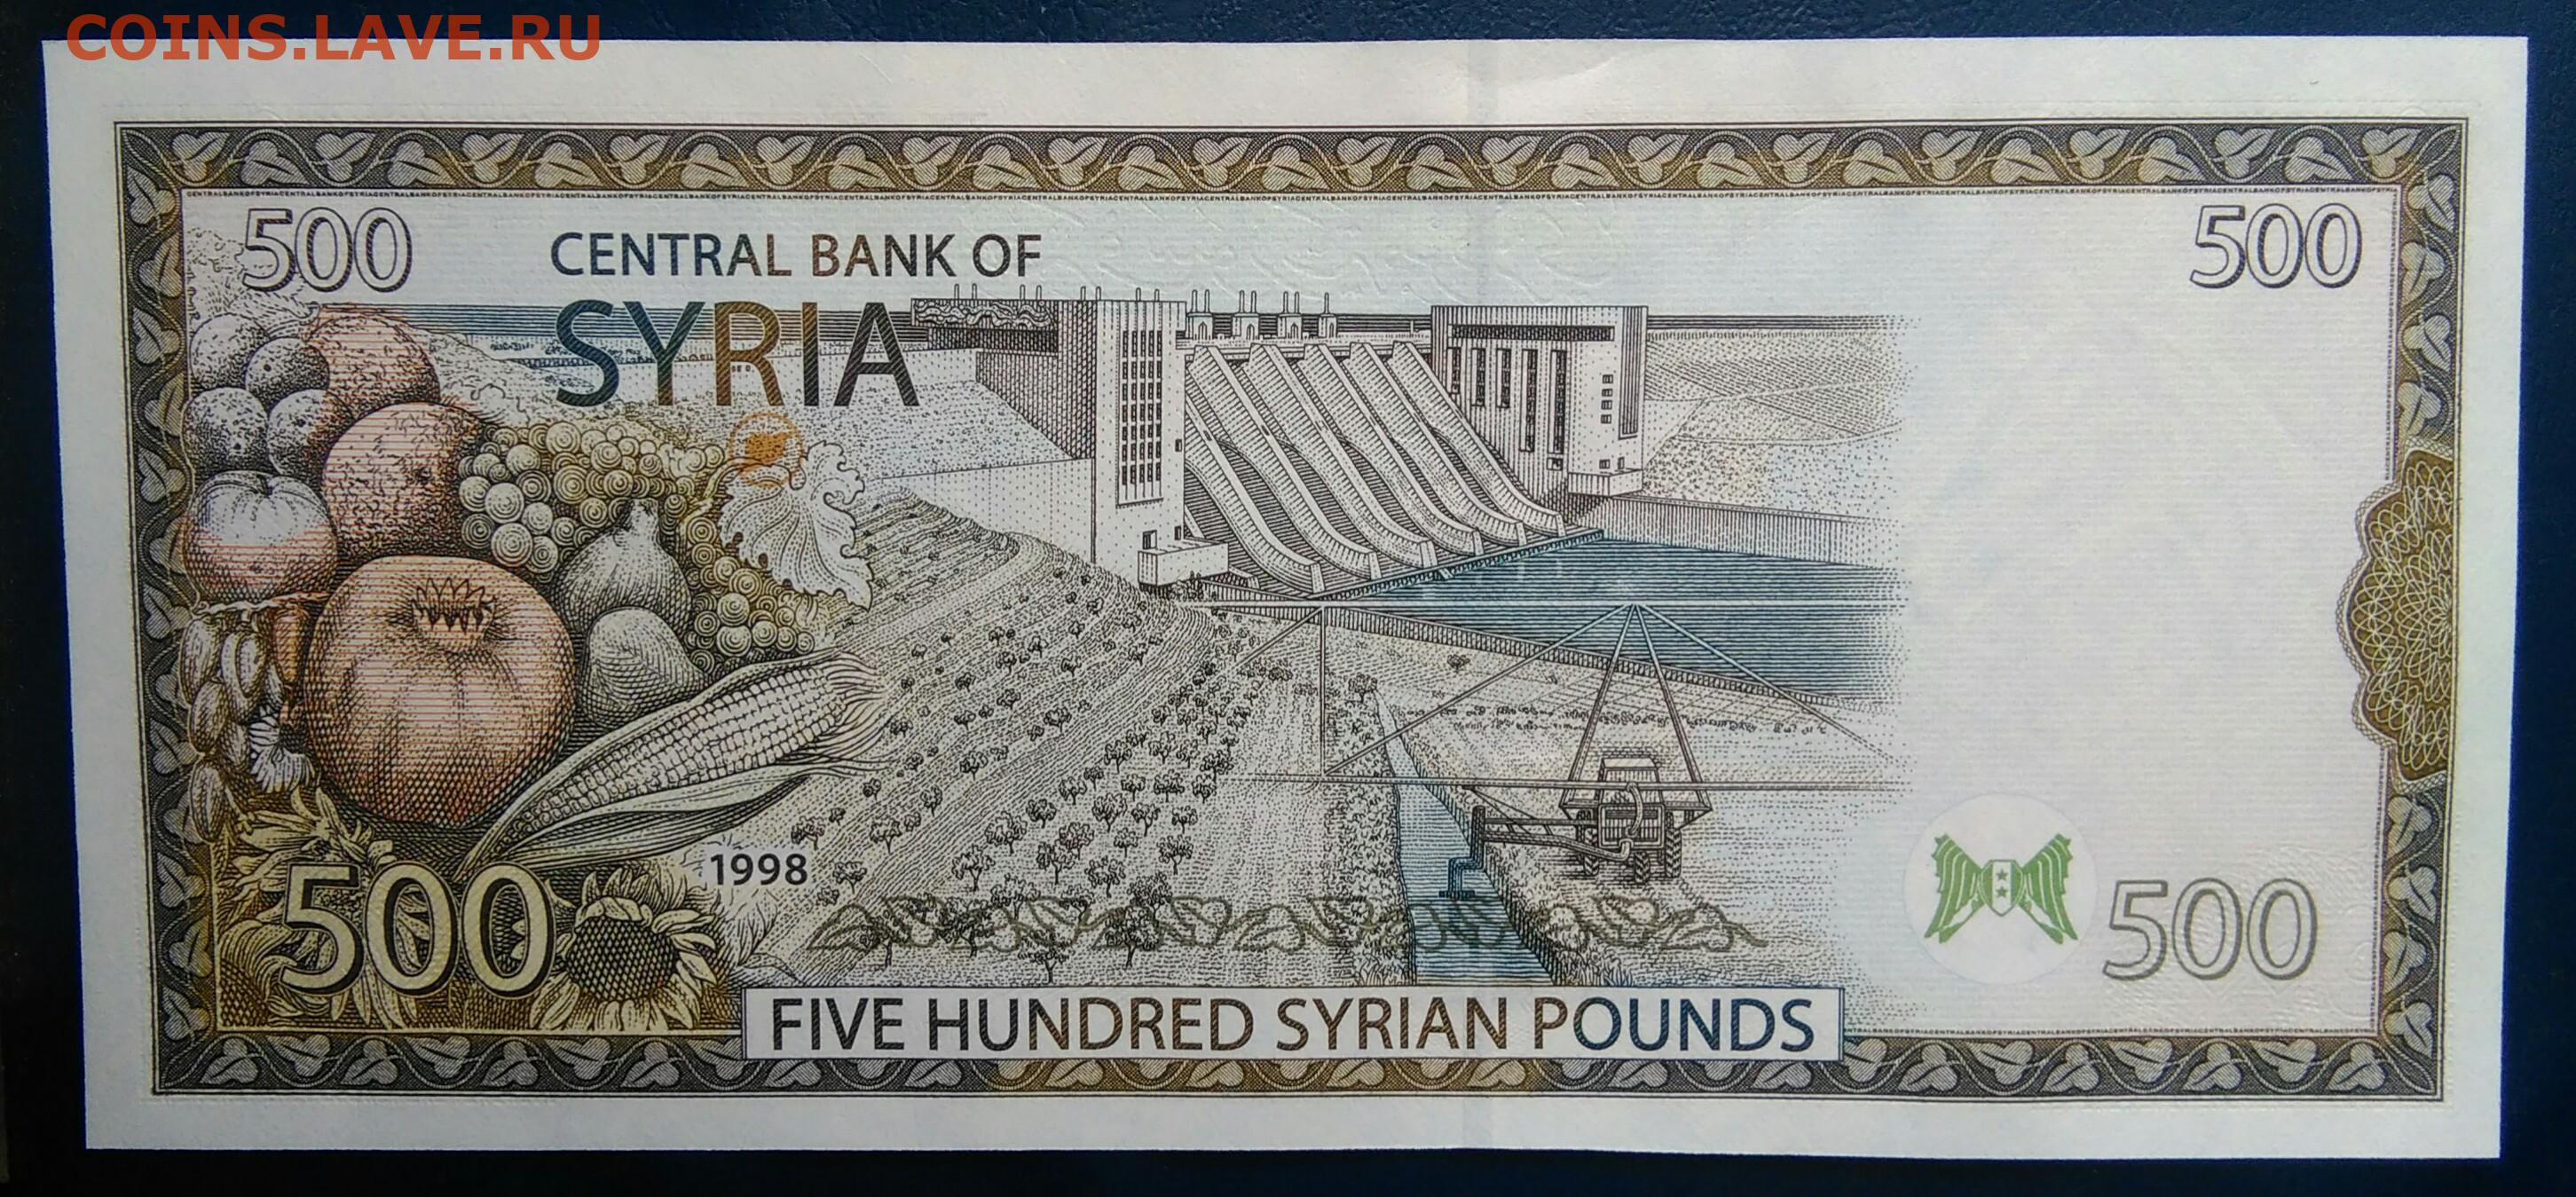 COINS.LAVE.RU
500
500
CENTRAL BANK OF
SYRIA
1998
500
500
FIVE HUNDRED SYRIAN POUNDS